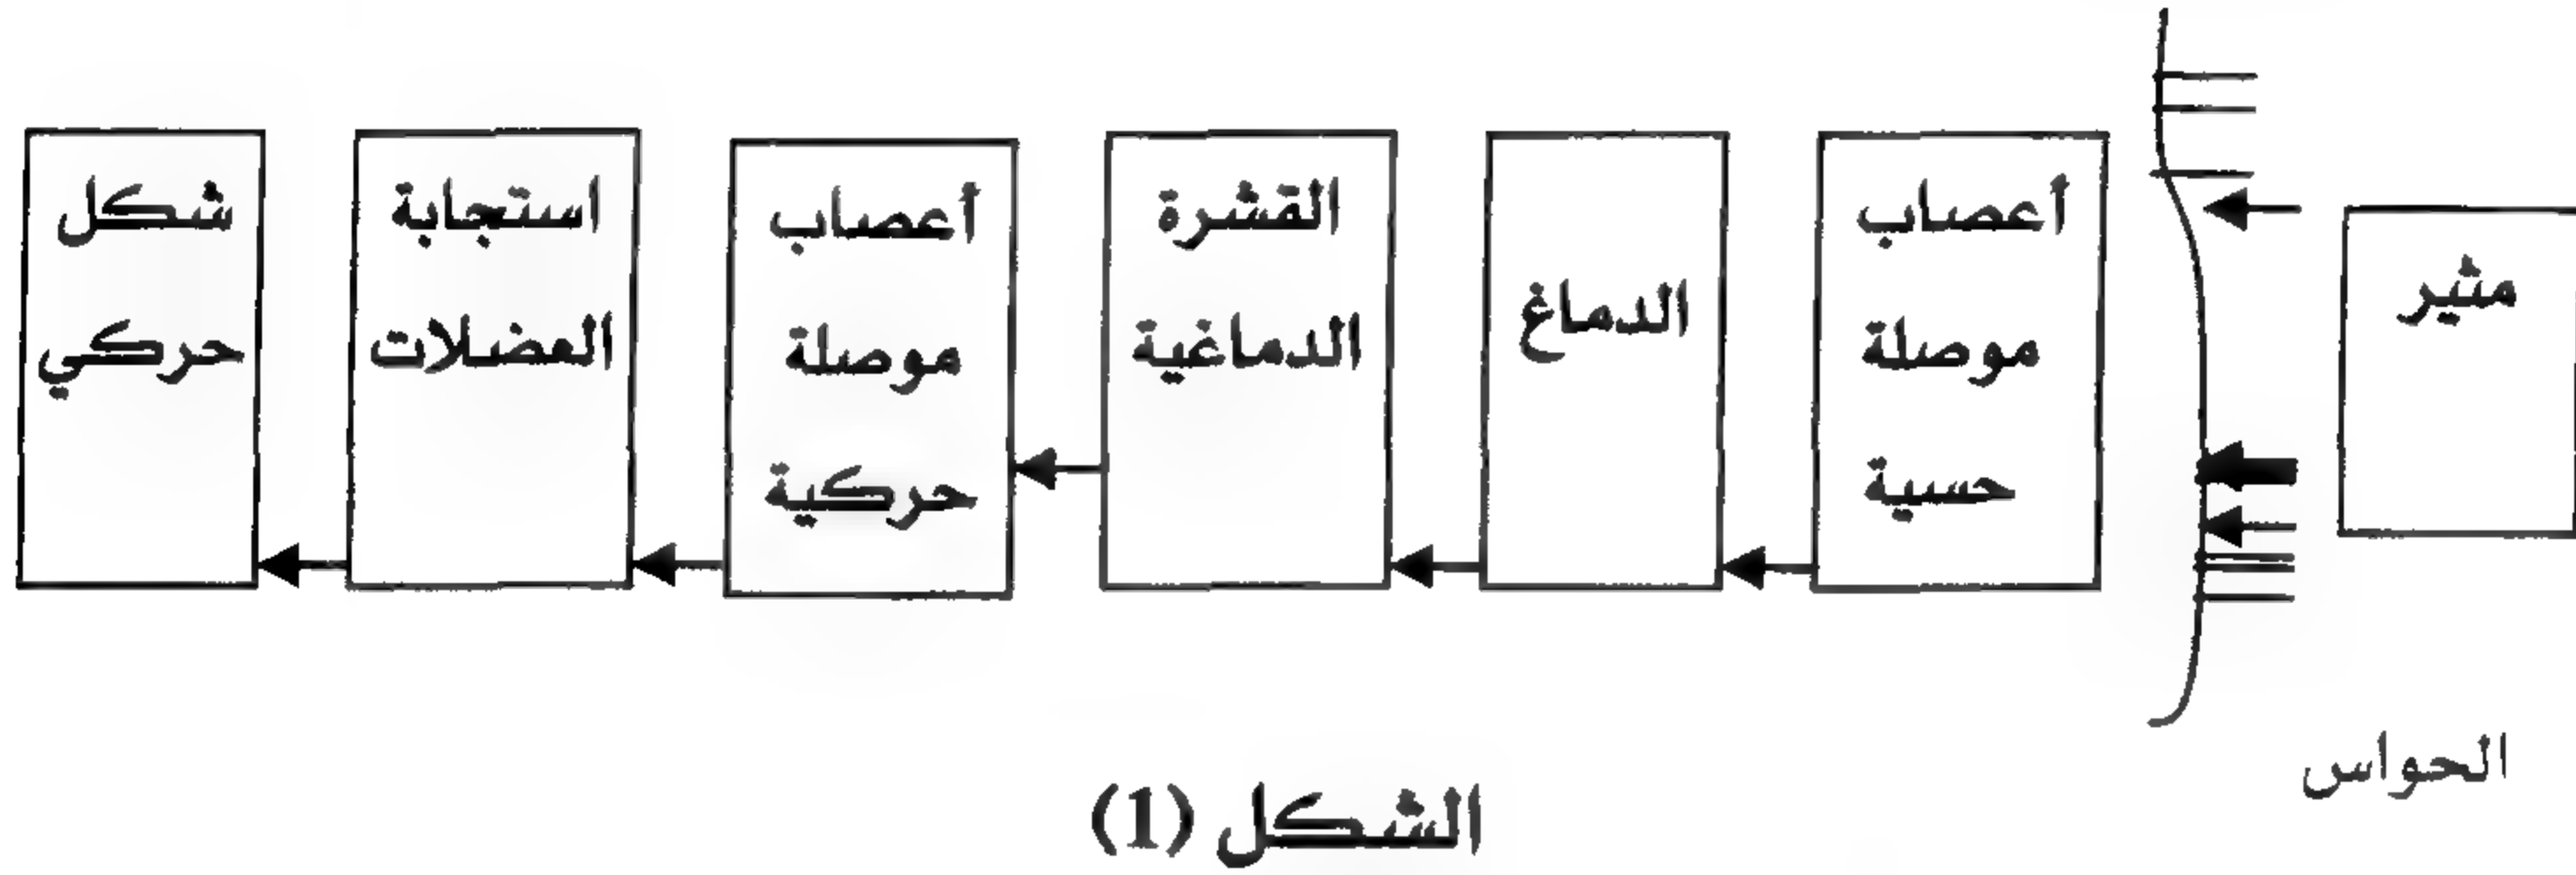 مثير
أعصاب
موصلة
حسية
الدماغ
القشرة
الدماغية
أعصاب
موصلة
حركية
استجابة
العضلات
شكل
حركي
الحواس
الشكل (1)